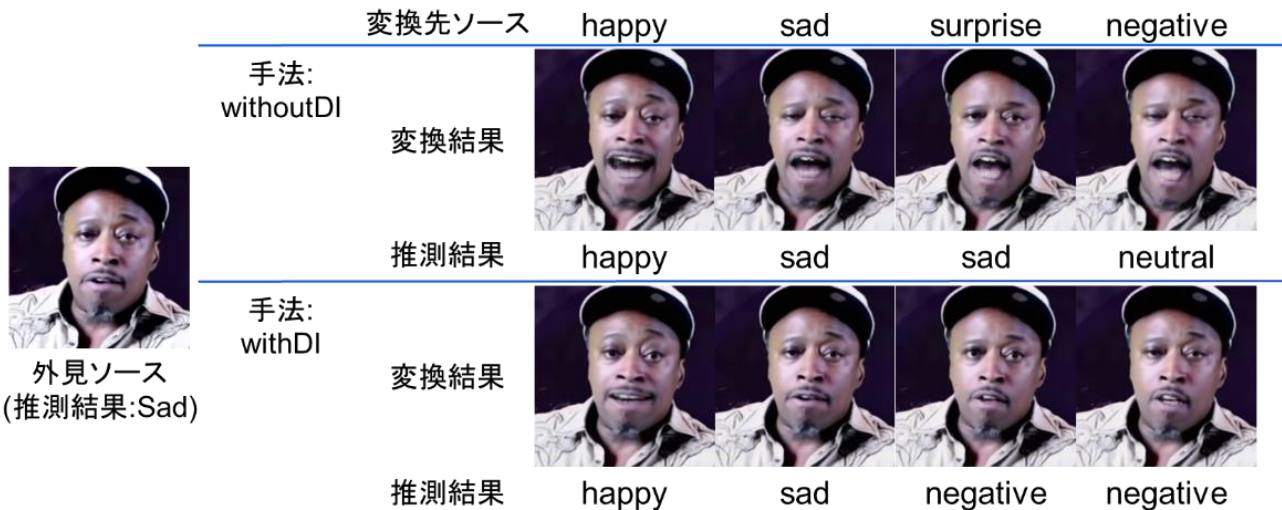 変換先ソース happy sad surprise negative
手法:
withoutDI
変換結果
推測結果 happy sad sad neutral
手法:
withDI
変換結果
推測結果 happy sad negative negative
外見ソース
(推測結果:Sad)